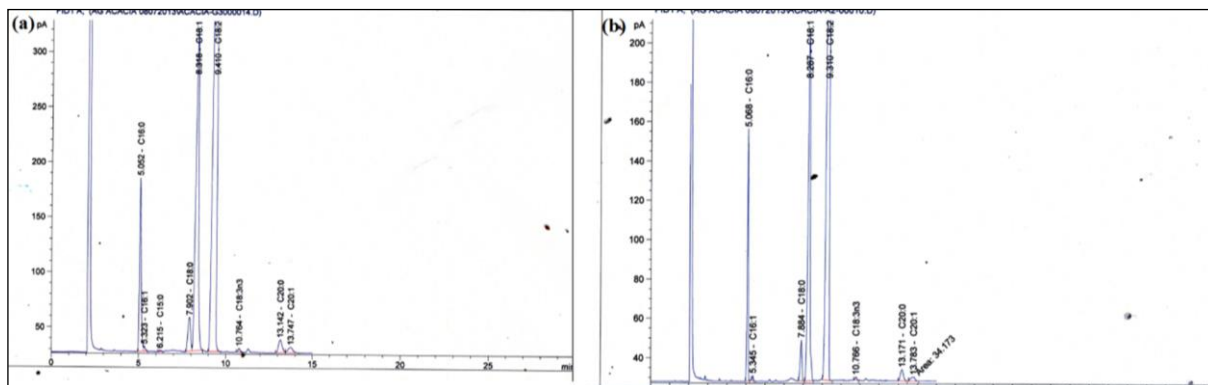 (a)
pA
300
250
200
150
100
50
0
5
10
15
20
25
min
5.052 - C16:0
5.323 - C16:1
6.215 - C15:0
7.902 - C18:0
8.315 - C18:1
9.410 - C18:2
10.764 - C18:3n3
13.142 - C20:0
13.747 - C20:1
(b)
pA
200
180
160
140
120
100
80
60
40
5.068 - C16:0
5.345 - C16:1
7.884 - C18:0
8.267 - C18:1
9.310 - C18:2
10.766 - C18:3n3
13.171 - C20:0
13.783 - C20:1
Area: 34.173